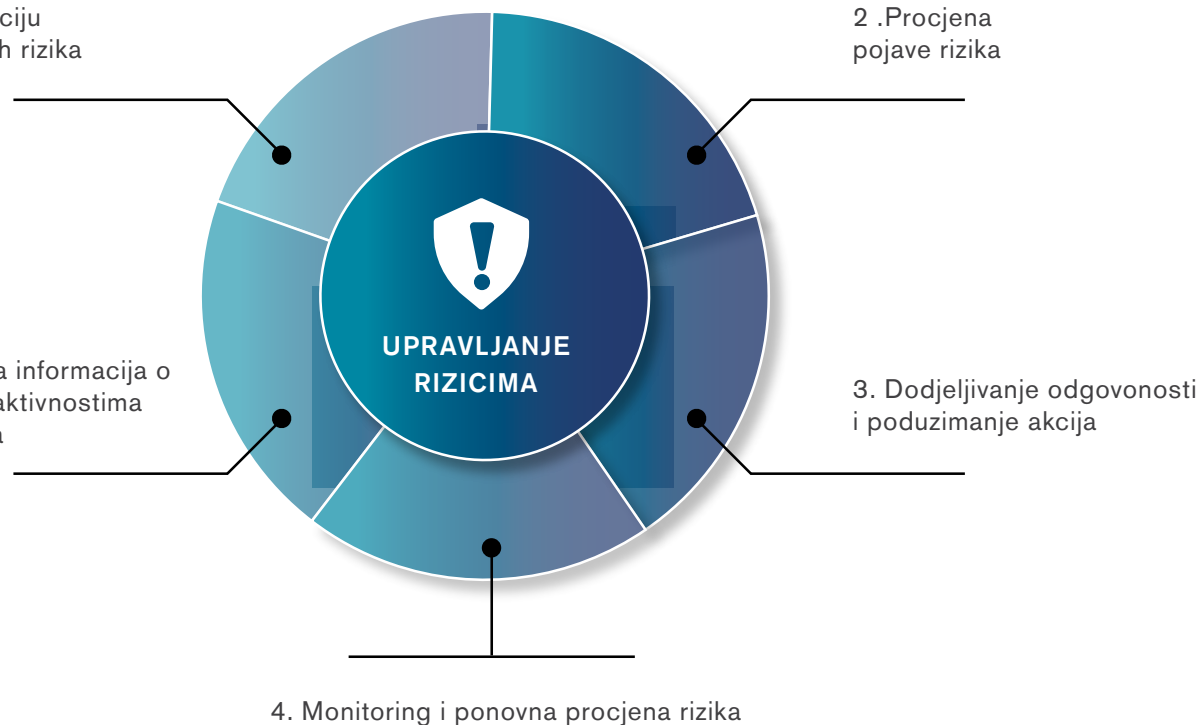 ciju
h rizika
2 .Procjena
pojave rizika
UPRAVLJANJE
RIZICIMA
a informacija o
aktivnostima
a
3. Dodjeljivanje odgovonosti
i poduzimanje akcija
4. Monitoring i ponovna procjena rizika